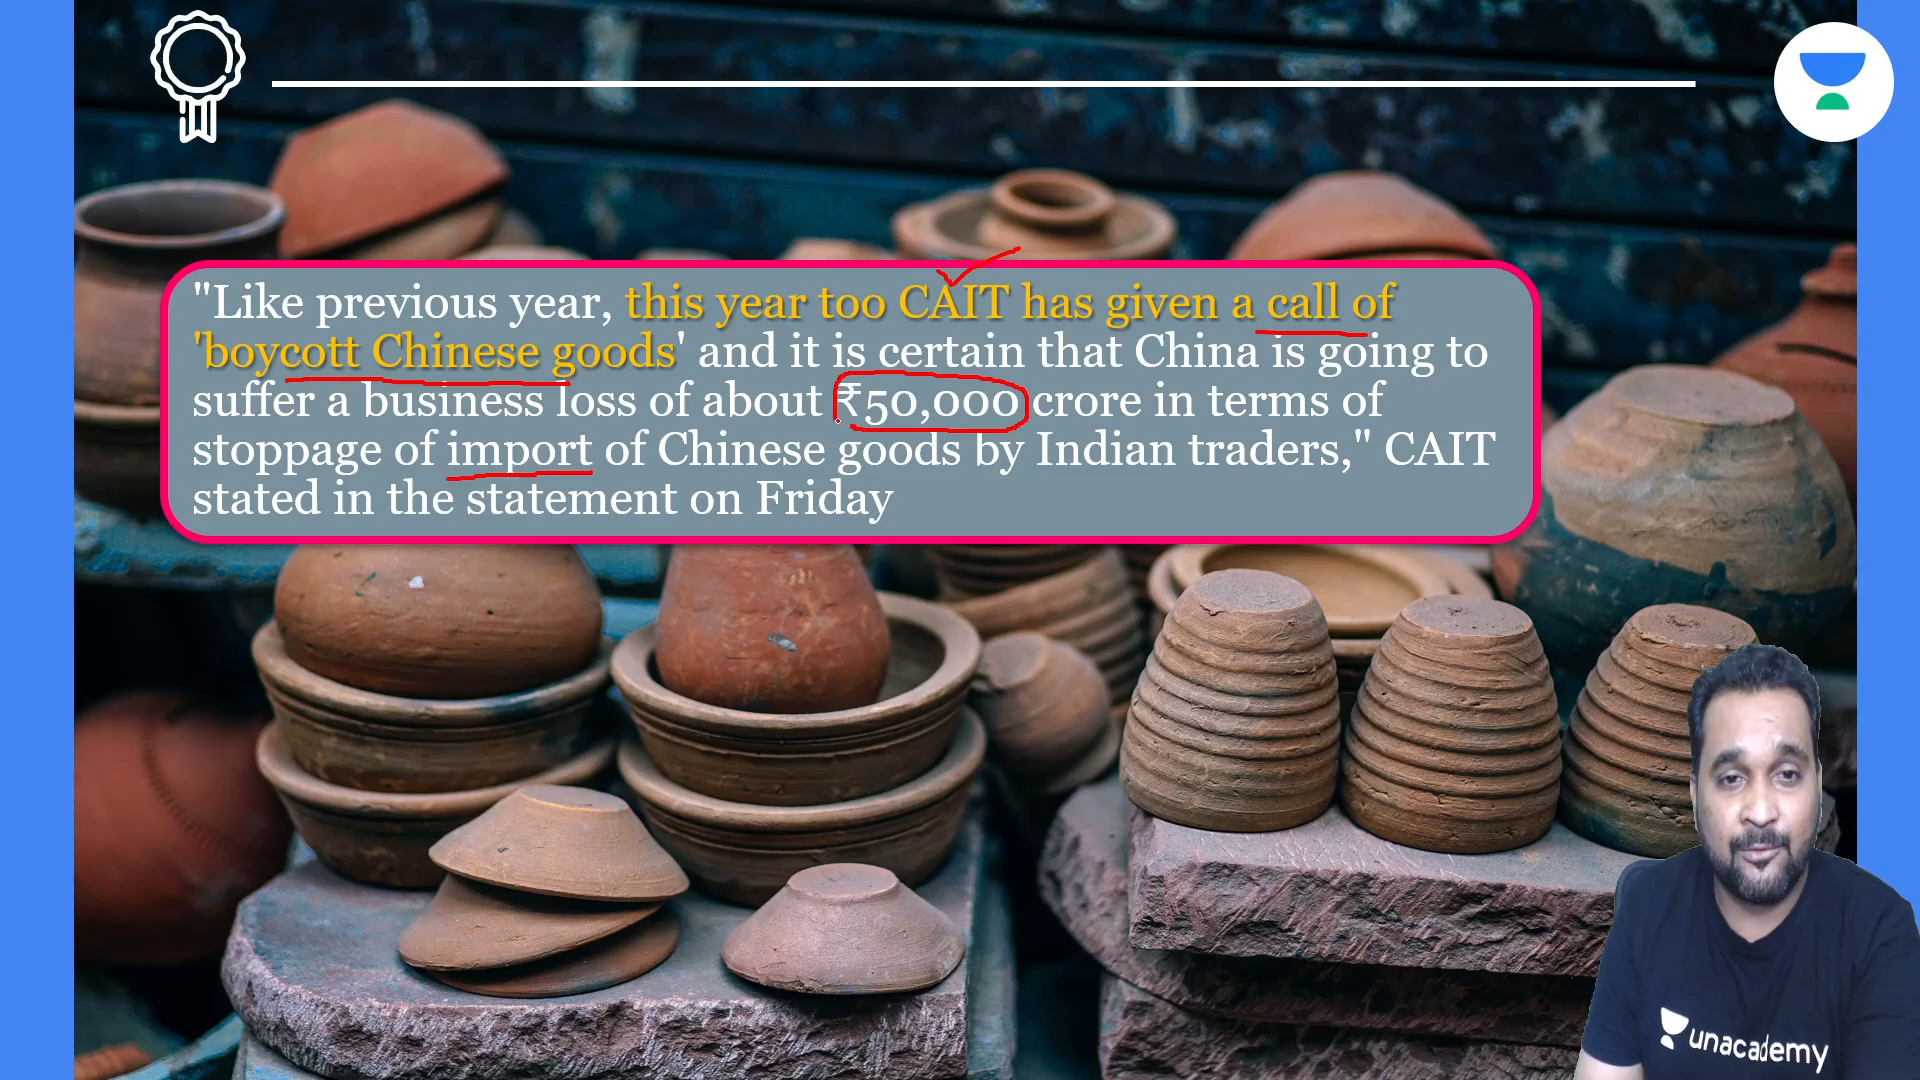 "Like previous year, this year too CAIT has given a call of
'boycott Chinese goods' and it is certain that China is going to
suffer a business loss of about ₹50,000 crore in terms of
stoppage of import of Chinese goods by Indian traders," CAIT
stated in the statement on Friday
unacademy